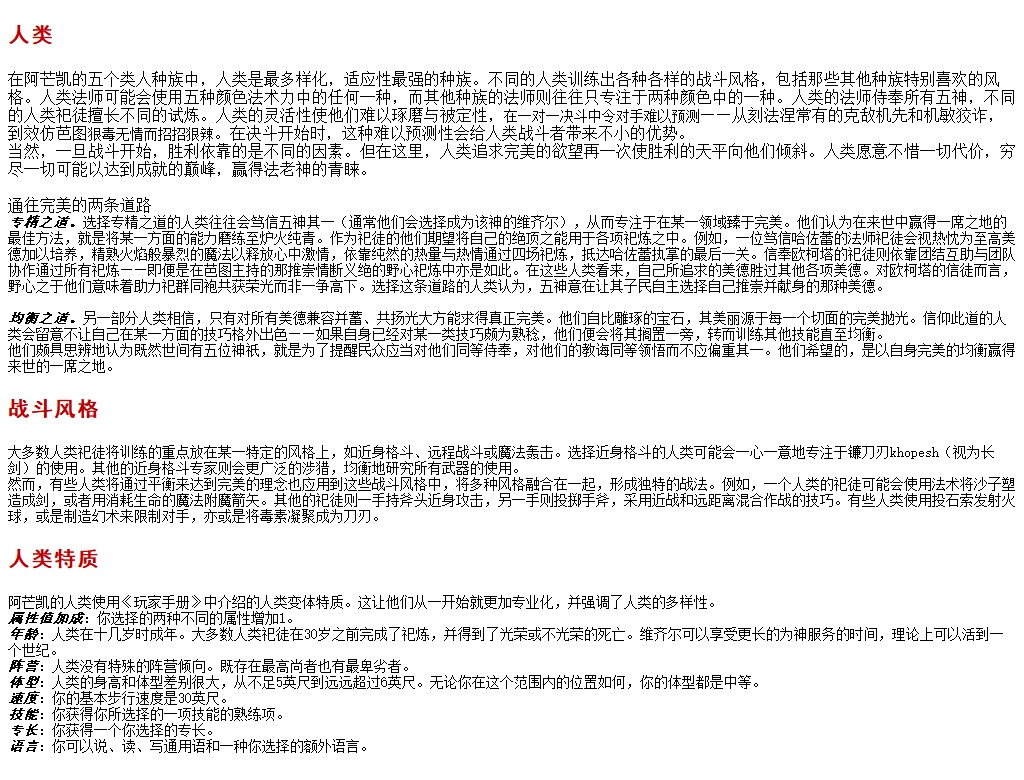 人类
在阿芒凯的五个类人种族中，人类是最多样化，适应性最强的种族。不同的人类训练出各种各样的战斗风格，包括那些其他种族特别喜欢的风
格。人类法师可能会使用五种颜色法术力中的任何一种，而其他种族的法师则往往只专注于两种颜色中的一种。人类的法师侍奉所有五神，不同
的人类祀徒擅长不同的试炼。人类的灵活性使他们难以琢磨与被定性，在一对一决斗中令对手难以预测——从刻法涅常有的克敌机先和机敏狡诈，
到效仿芭图狠毒无情而招招狠辣。在决斗开始时，这种难以预测性会给人类战斗者带来不小的优势。
当然，一旦战斗开始，胜利依靠的是不同的因素。但在这里，人类追求完美的欲望再一次使胜利的天平向他们倾斜。人类愿意不惜一切代价，穷
尽一切可能以达到成就的巅峰，赢得法老神的青睐。
通往完美的两条道路
专精之道。选择专精之道的人类往往会笃信五神其一（通常他们会选择成为该神的维齐尔），从而专注于在某一领域臻于完美。他们认为在来世中赢得一席之地的
最佳方法，就是将某一方面的能力磨练至炉火纯青。作为祀徒的他们期望将自己的绝顶之能用于各项祀炼之中。例如，一位笃信哈佐蕾的法师祀徒会视热忱为至高美
德加以培养，精熟火焰般暴烈的魔法以释放心中激情，依靠纯然的热量与热情通过四场祀炼，抵达哈佐蕾执掌的最后一关。信奉欧柯塔的祀徒则依靠团结互助与团队
协作通过所有祀炼——即便是在芭图主持的那推崇情断义绝的野心祀炼中亦是如此。在这些人类看来，自己所追求的美德胜过其他各项美德。对欧柯塔的信徒而言，
野心之于他们意味着助力祀群同袍共获荣光而非一争高下。选择这条道路的人类认为，五神意在让其子民自主选择自己推崇并献身的那种美德。
均衡之道。另一部分人类相信，只有对所有美德兼容并蓄、共扬光大方能求得真正完美。他们自比雕琢的宝石，其美丽源于每一个切面的完美抛光。信仰此道的人
类会留意不让自己在某一方面的技巧格外出色——如果自身已经对某一类技巧颇为熟稔，他们便会将其搁置一旁，转而训练其他技能直至均衡。
他们颇具思辨地认为既然世间有五位神祇，就是为了提醒民众应当对他们同等侍奉，对他们的教诲同等领悟而不应偏重其一。他们希望的，是以自身完美的均衡赢得
来世的一席之地。
战斗风格
大多数人类祀徒将训练的重点放在某一特定的风格上，如近身格斗、远程战斗或魔法轰击。选择近身格斗的人类可能会一心一意地专注于镰刀刃khopesh（视为长
剑）的使用。其他的近身格斗专家则会更广泛的涉猎，均衡地研究所有武器的使用。
然而，有些人类将通过平衡来达到完美的理念也应用到这些战斗风格中，将多种风格融合在一起，形成独特的战法。例如，一个人类的祀徒可能会使用法术将沙子塑
造成剑，或者用消耗生命的魔法附魔箭矢。其他的祀徒则一手持斧头近身攻击，另一手则投掷手斧，采用近战和远距离混合作战的技巧。有些人类使用投石索发射火
球，或是制造幻术来限制对手，亦或是将毒素凝聚成为刀刃。
人类特质
阿芒凯的人类使用《玩家手册》中介绍的人类变体特质。这让他们从一开始就更加专业化，并强调了人类的多样性。
属性值加成：你选择的两种不同的属性增加1。
年龄：人类在十几岁时成年。大多数人类祀徒在30岁之前完成了祀炼，并得到了光荣或不光荣的死亡。维齐尔可以享受更长的为神服务的时间，理论上可以活到一
个世纪。
阵营：人类没有特殊的阵营倾向。既存在最高尚者也有最卑劣者。
体型：人类的身高和体型差别很大，从不足5英尺到远远超过6英尺。无论你在这个范围内的位置如何，你的体型都是中等。
速度：你的基本步行速度是30英尺。
技能：你获得你所选择的一项技能的熟练项。
专长：你获得一个你选择的专长。
语言：你可以说、读、写通用语和一种你选择的额外语言。